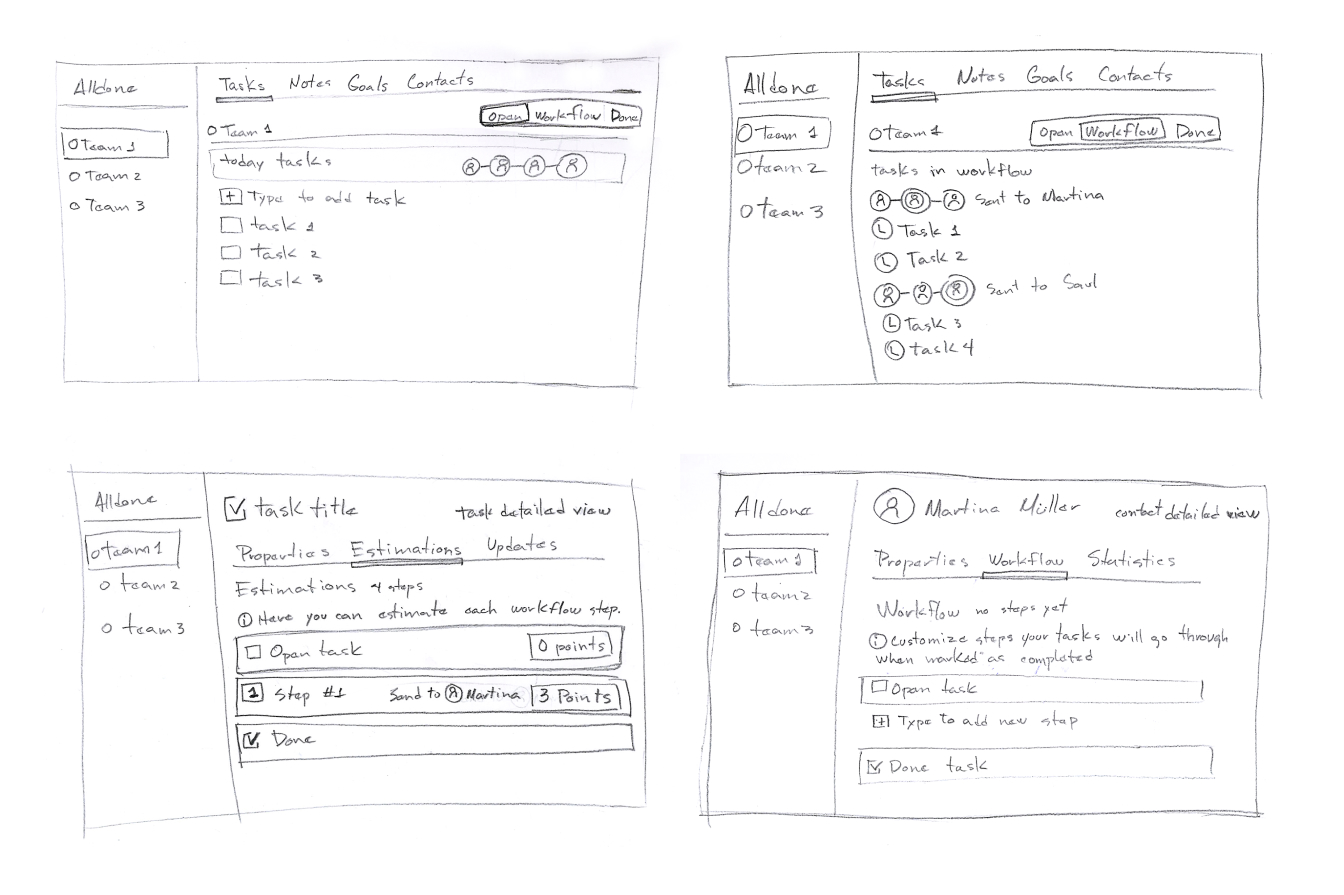 Alldone
Tasks Notes Goals Contacts
Open Workflow Done
O Team 1
O Team 1
O Team 2
O Team 3
today tasks
+ Type to add task
task 1
task 2
task 3
Alldone
Tasks Notes Goals Contacts
O Team 1
O team 2
O team 3
O team 1
Open Workflow Done
tasks in workflow
Sent to Martina
L Task 1
L Task 2
Sent to Saul
L Task 3
L task 4
Alldone
O team 1
O team 2
O team 3
task title
task detailed view
Properties Estimations Updates
Estimations 4 steps
i Here you can estimate each workflow step.
Open task 0 points
1 Step #1 Send to Martina 3 Points
Done
Alldone
O team 1
O team 2
O team 3
Martina Müller
contact detailed view
Properties Workflow Statistics
Workflow no steps yet
i Customize steps your tasks will go through
when marked as completed
Open task
+ Type to add new step
Done task